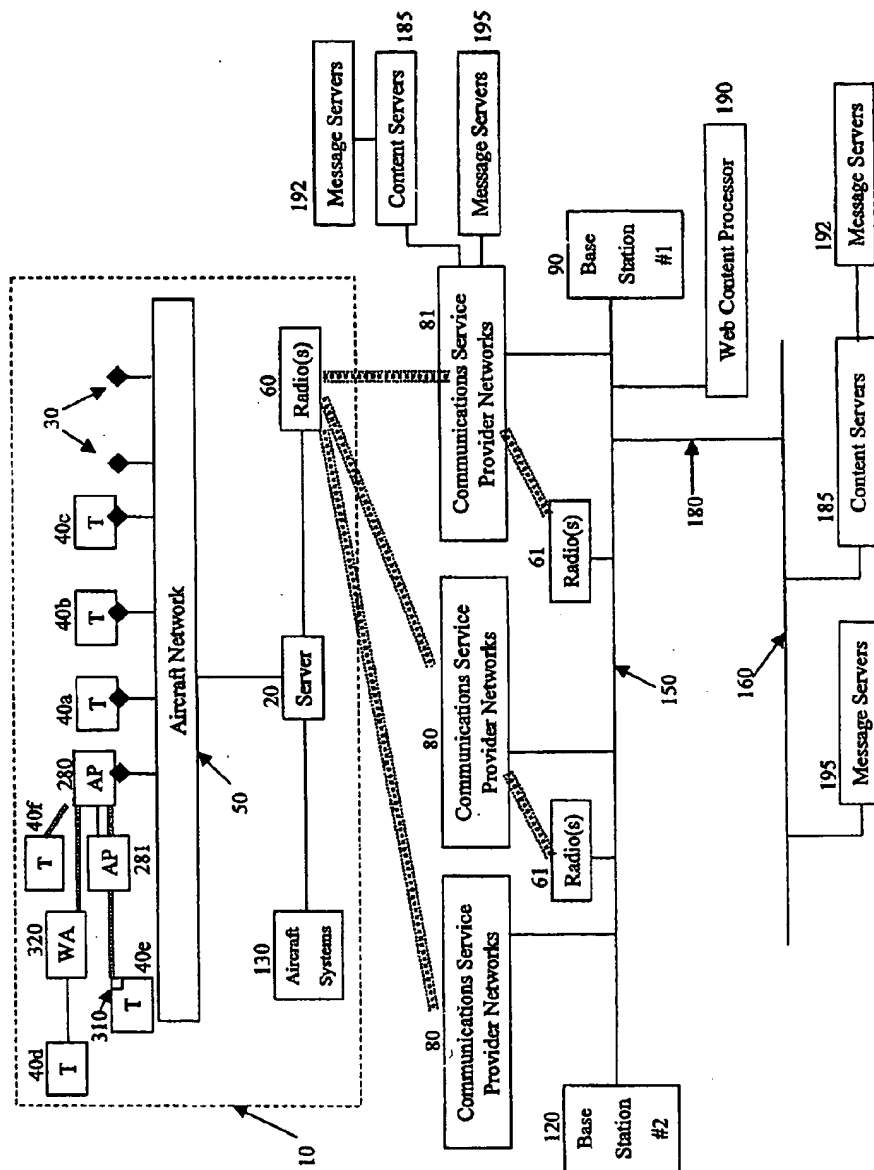 10
40d
T
320
WA
310
T
40e
T
40f
AP
281
280
AP
40a
T
40b
T
40c
T
30
50
Aircraft Network
130
Aircraft
Systems
20
Server
60
Radio(s)
80
Communications Service
Provider Networks
80
Communications Service
Provider Networks
81
Communications Service
Provider Networks
192
Message Servers
185
Content Servers
195
Message Servers
61
Radio(s)
61
Radio(s)
120
Base
Station
#2
90
Base
Station
#1
150
180
190
Web Content Processor
160
195
Message Servers
185
Content Servers
192
Message Servers